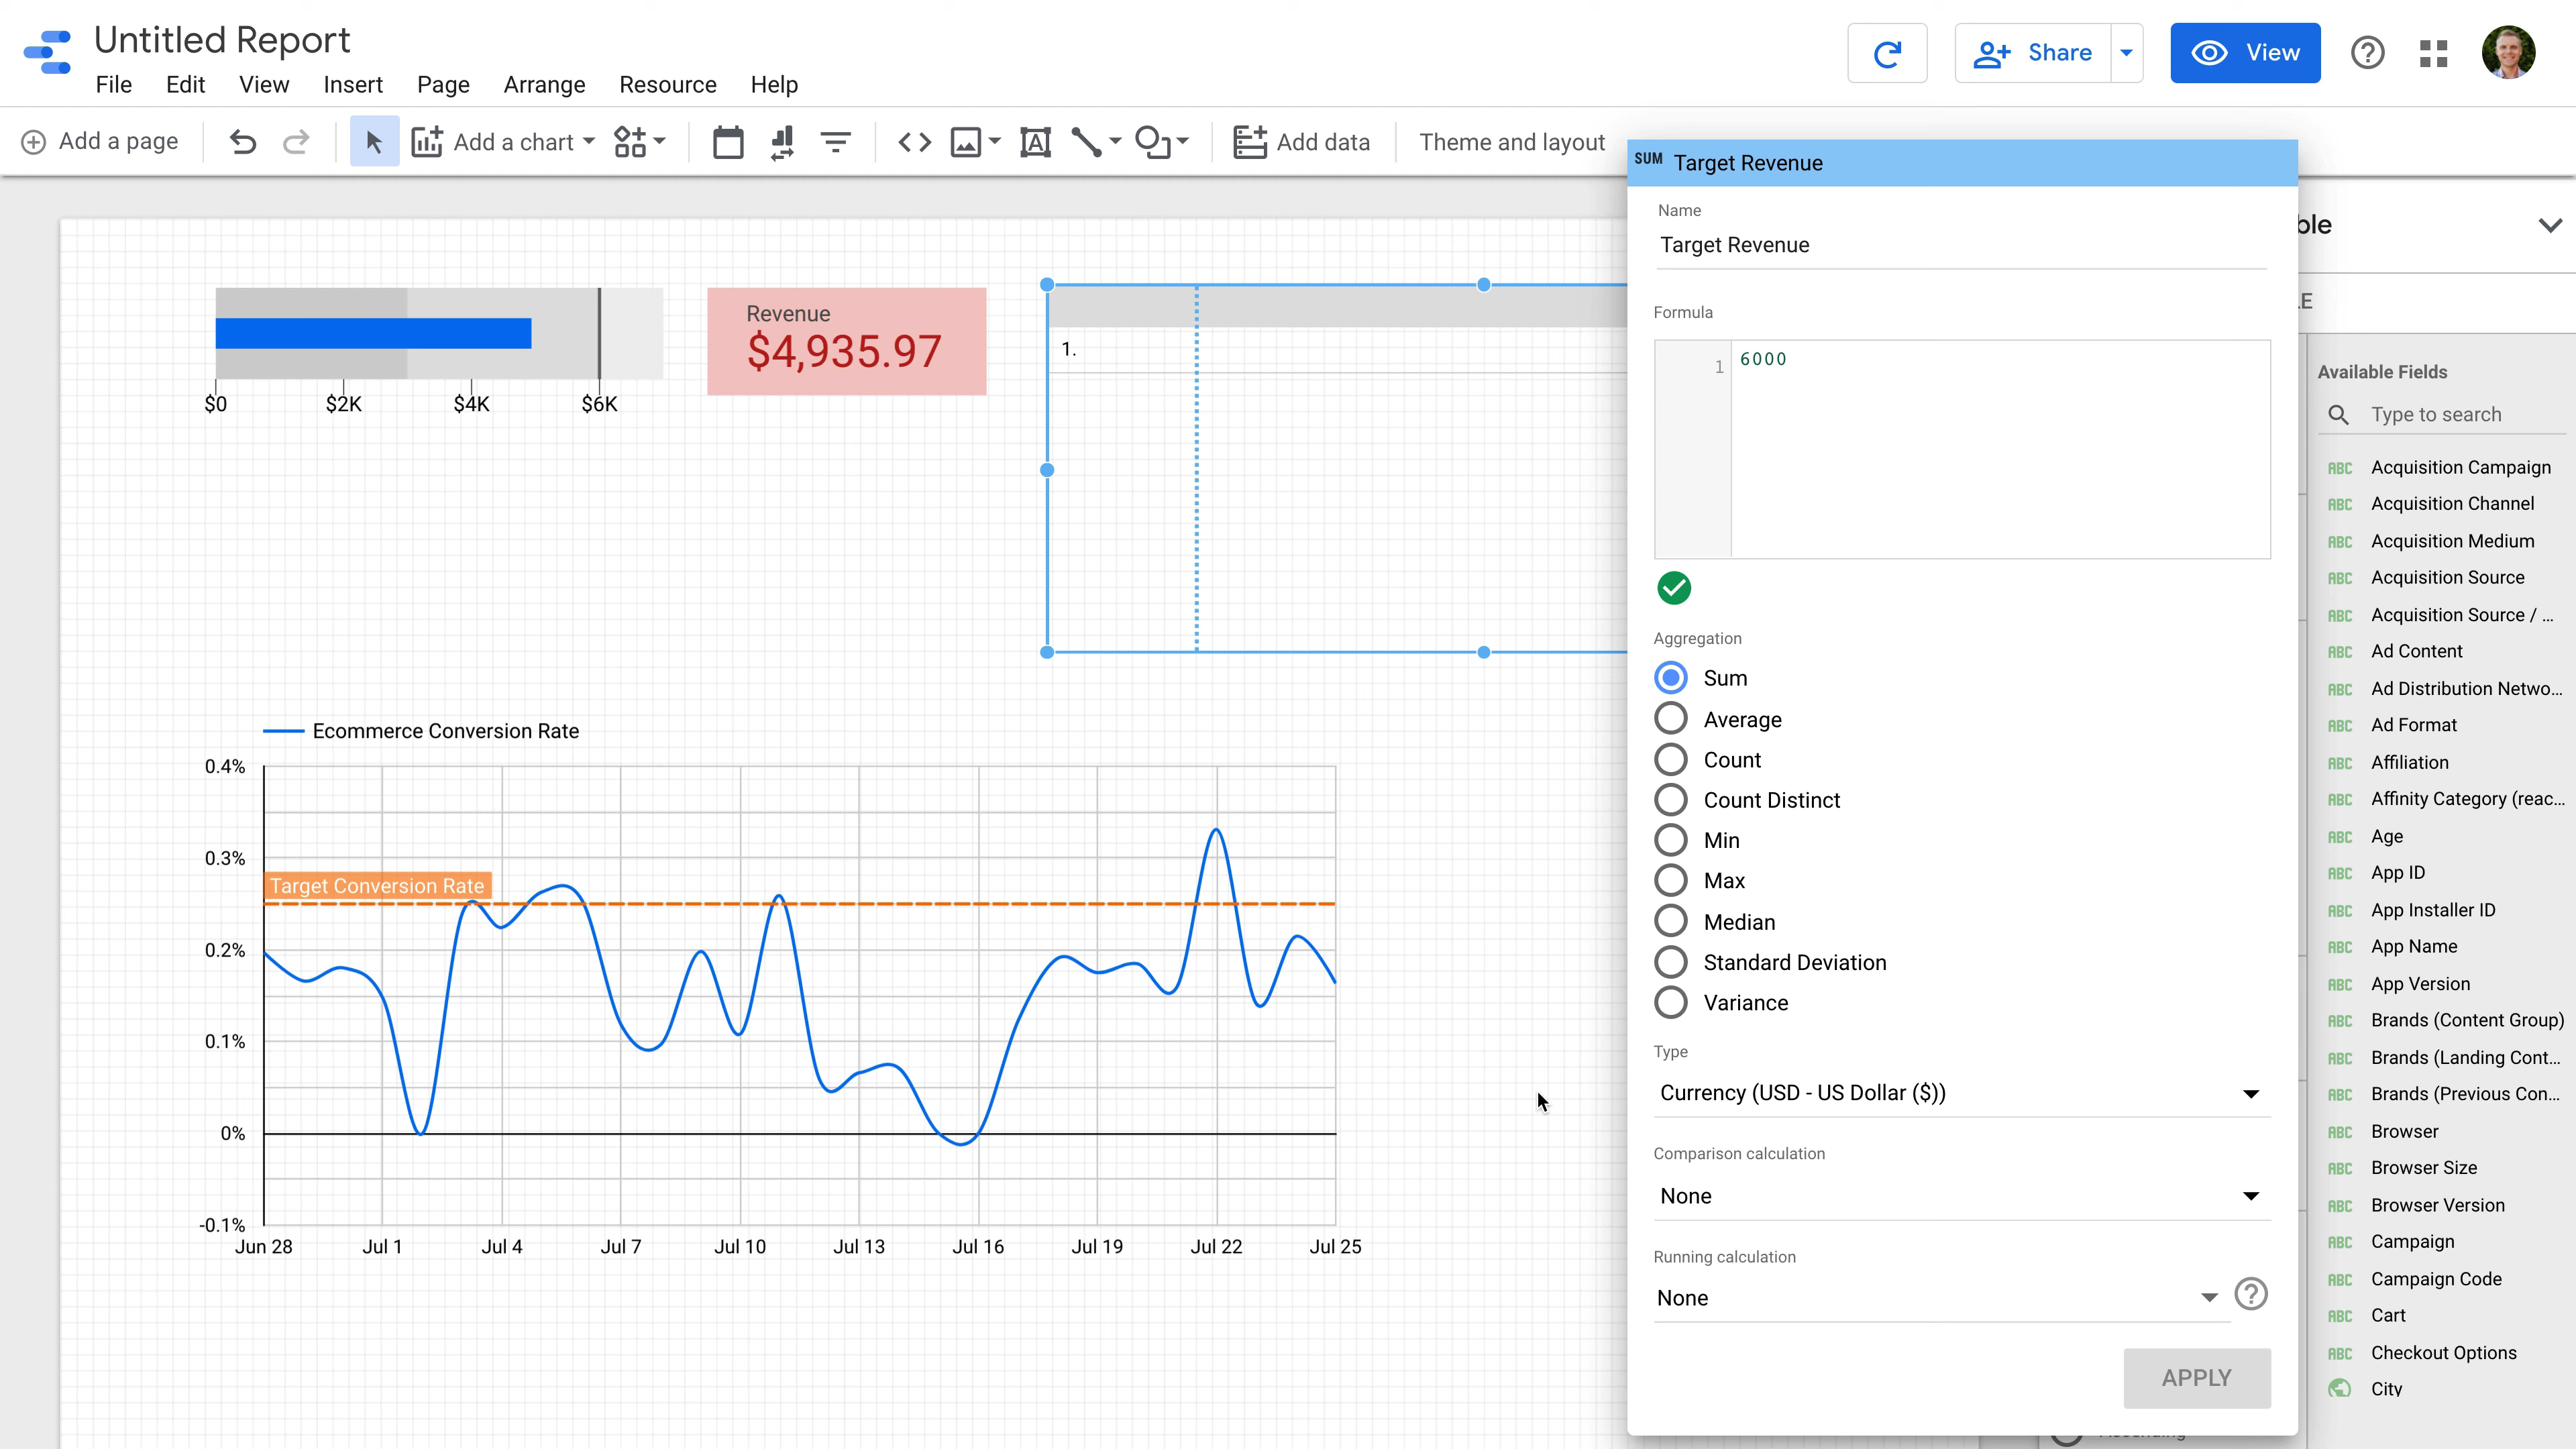 Untitled Report
File Edit View Insert Page Arrange Resource Help
Share
View
Add a page
Add a chart
Add data
Theme and layout
Revenue
$4,935.97
$0 $2K $4K $6K
1.
Ecommerce Conversion Rate
0.4%
0.3%
Target Conversion Rate
0.2%
0.1%
0%
-0.1%
Jun 28 Jul 1 Jul 4 Jul 7 Jul 10 Jul 13 Jul 16 Jul 19 Jul 22 Jul 25
SUM Target Revenue
Name
Target Revenue
Formula
1 6000
Aggregation
Sum
Average
Count
Count Distinct
Min
Max
Median
Standard Deviation
Variance
Type
Currency (USD - US Dollar ($))
Comparison calculation
None
Running calculation
None
APPLY
ble
LE
Available Fields
Type to search
ABC Acquisition Campaign
ABC Acquisition Channel
ABC Acquisition Medium
ABC Acquisition Source
ABC Acquisition Source / ...
ABC Ad Content
ABC Ad Distribution Netwo...
ABC Ad Format
ABC Affiliation
ABC Affinity Category (reac...
ABC Age
ABC App ID
ABC App Installer ID
ABC App Name
ABC App Version
ABC Brands (Content Group)
ABC Brands (Landing Cont...
ABC Brands (Previous Con...
ABC Browser
ABC Browser Size
ABC Browser Version
ABC Campaign
ABC Campaign Code
ABC Cart
ABC Checkout Options
City